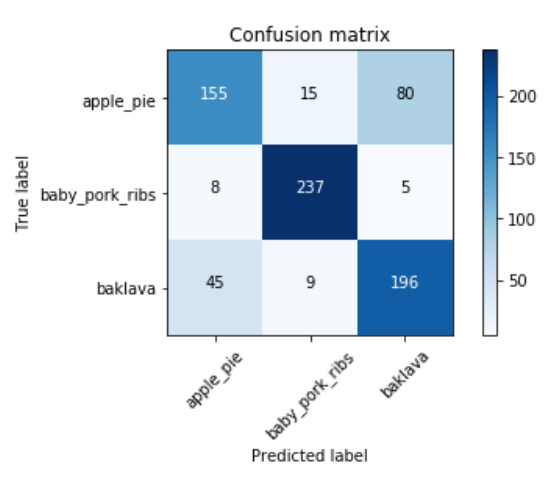 Confusion matrix
True label
apple_pie 155 15 80
baby_pork_ribs 8 237 5
baklava 45 9 196
apple_pie baby_pork_ribs baklava
Predicted label
200
150
100
50